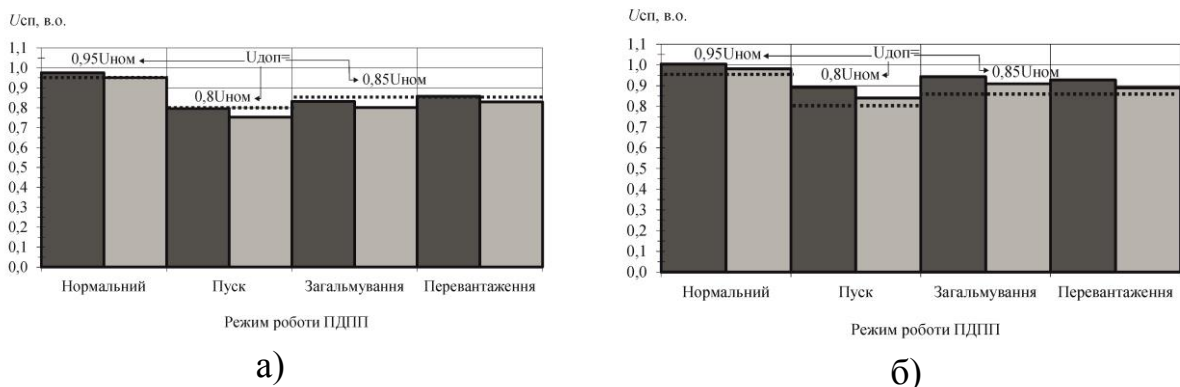 Uсп, в.о.
1,1
1,0
0,9
0,8
0,7
0,6
0,5
0,4
0,3
0,2
0,1
0,0
0,95Uном
Uдоп=
0,8Uном
0,85Uном
Нормальний Пуск Загальмування Перевантаження
Режим роботи ПДПП
а)
Uсп, в.о.
1,1
1,0
0,9
0,8
0,7
0,6
0,5
0,4
0,3
0,2
0,1
0,0
0,95Uном
Uдоп=
0,8Uном
0,85Uном
Нормальний Пуск Загальмування Перевантаження
Режим роботи ПДПП
б)